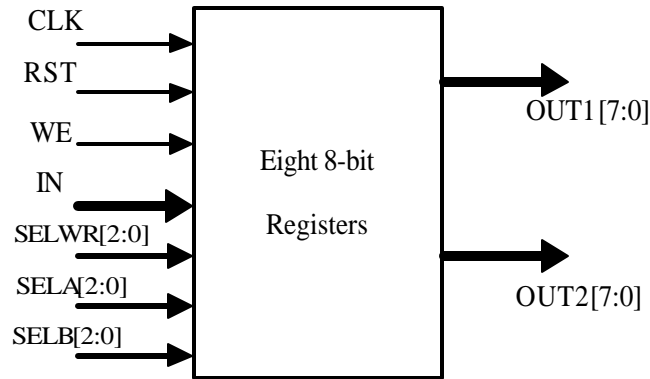 CLK
RST
WE
IN
SELWR[2:0]
SELA[2:0]
SELB[2:0]
Eight 8-bit
Registers
OUT1[7:0]
OUT2[7:0]